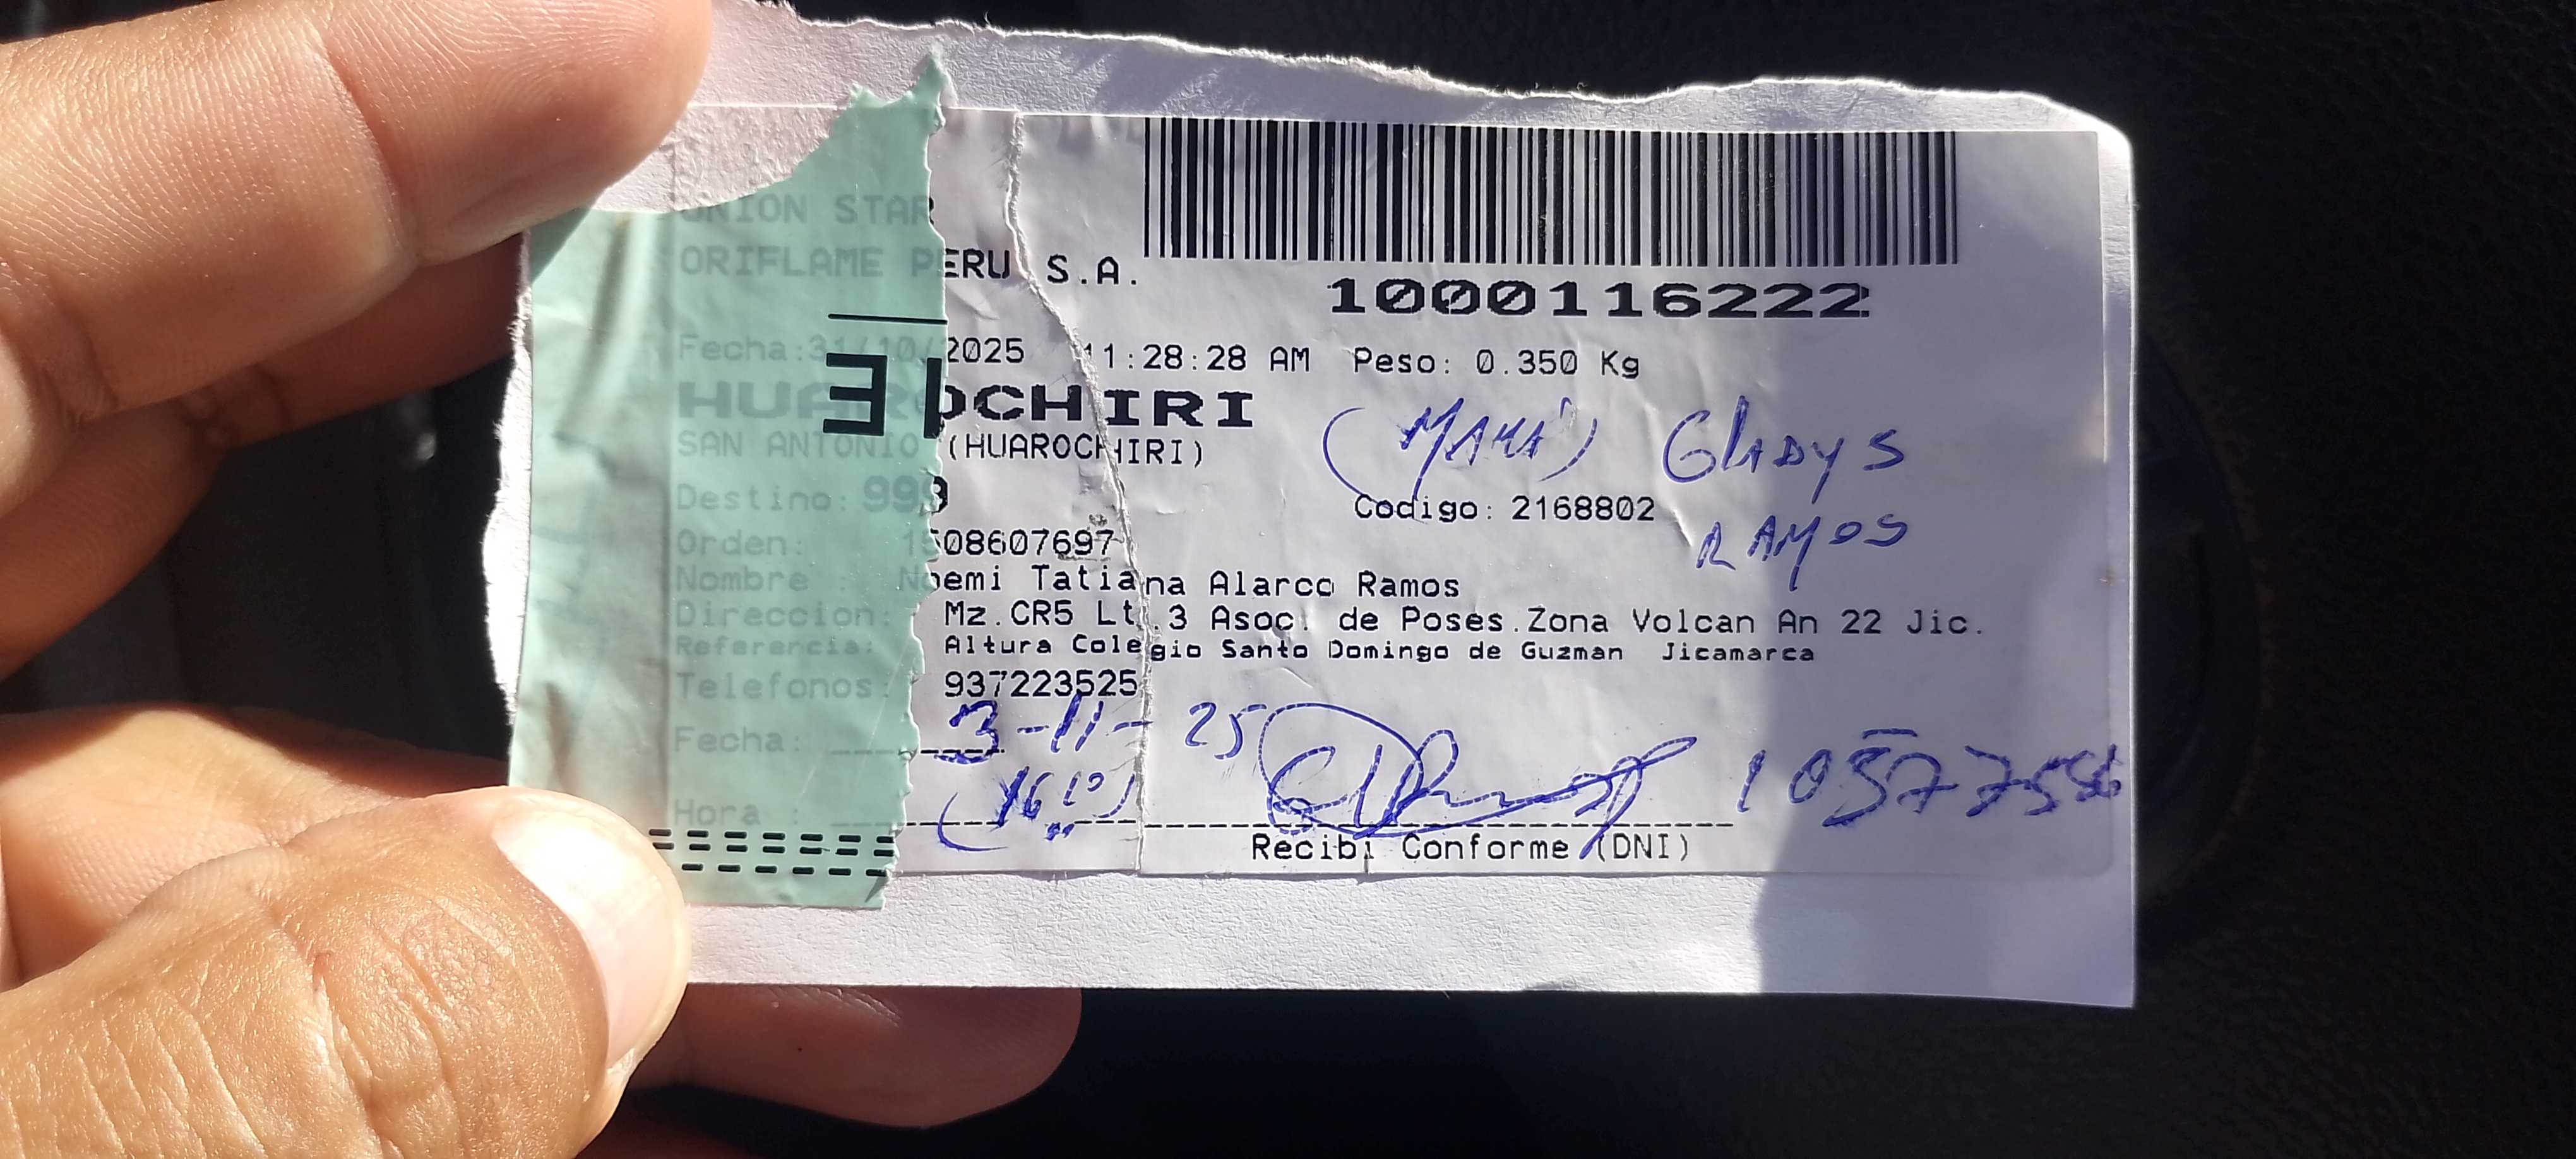 UNION STAR
ORIFLAME PERU S.A.
1000116222
Fecha:31/10/2025 11:28:28 AM Peso: 0.350 Kg
HUAROCHIRI
SAN ANTONIO (HUAROCHIRI)
(MAMÁ) GLADYS
RAMOS
Destino: 999
Codigo: 2168802
Orden: 1508607697
Nombre : Noemi Tatiana Alarco Ramos
Direccion: Mz.CR5 Lt.3 Asoc. de Poses.Zona Volcan An 22 Jic.
Referencia: Altura Colegio Santo Domingo de Guzman Jicamarca
Telefonos: 937223525
Fecha: 3-11-25
Hora :
Recibi Conforme (DNI)